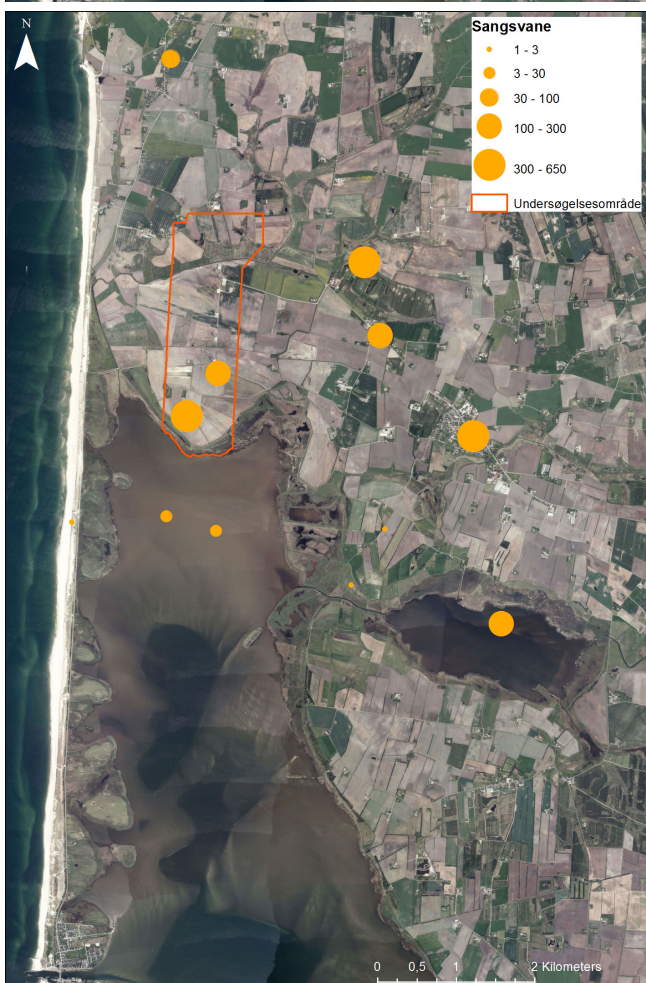 N
Sangsvane
1 - 3
3 - 30
30 - 100
100 - 300
300 - 650
Undersøgelsesområde
0 0,5 1 2 Kilometers